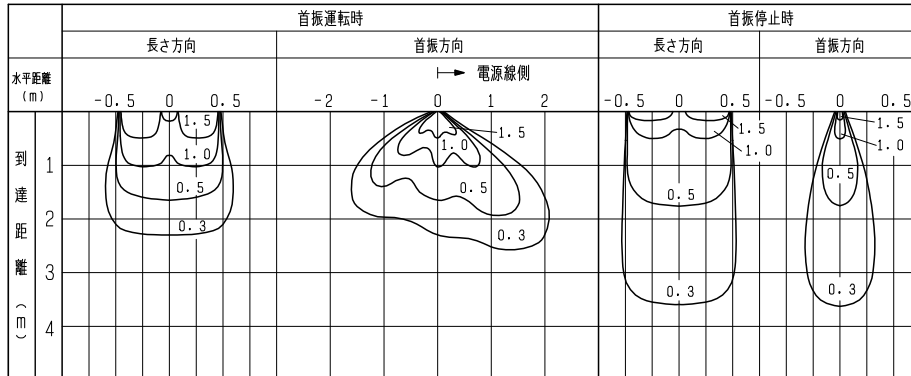 首振運転時 首振停止時
長さ方向 首振方向 長さ方向 首振方向
水平距離
(m)
電源線側
-0.5 0 0.5 -2 -1 0 1 2 -0.5 0 0.5 -0.5 0 0.5
1.5 1.5 1.5 1.5
1.0 1.0 1.0 1.0
0.5 0.5 0.5 0.5
0.3 0.3 0.3 0.3
到達距離(m)
1
2
3
4